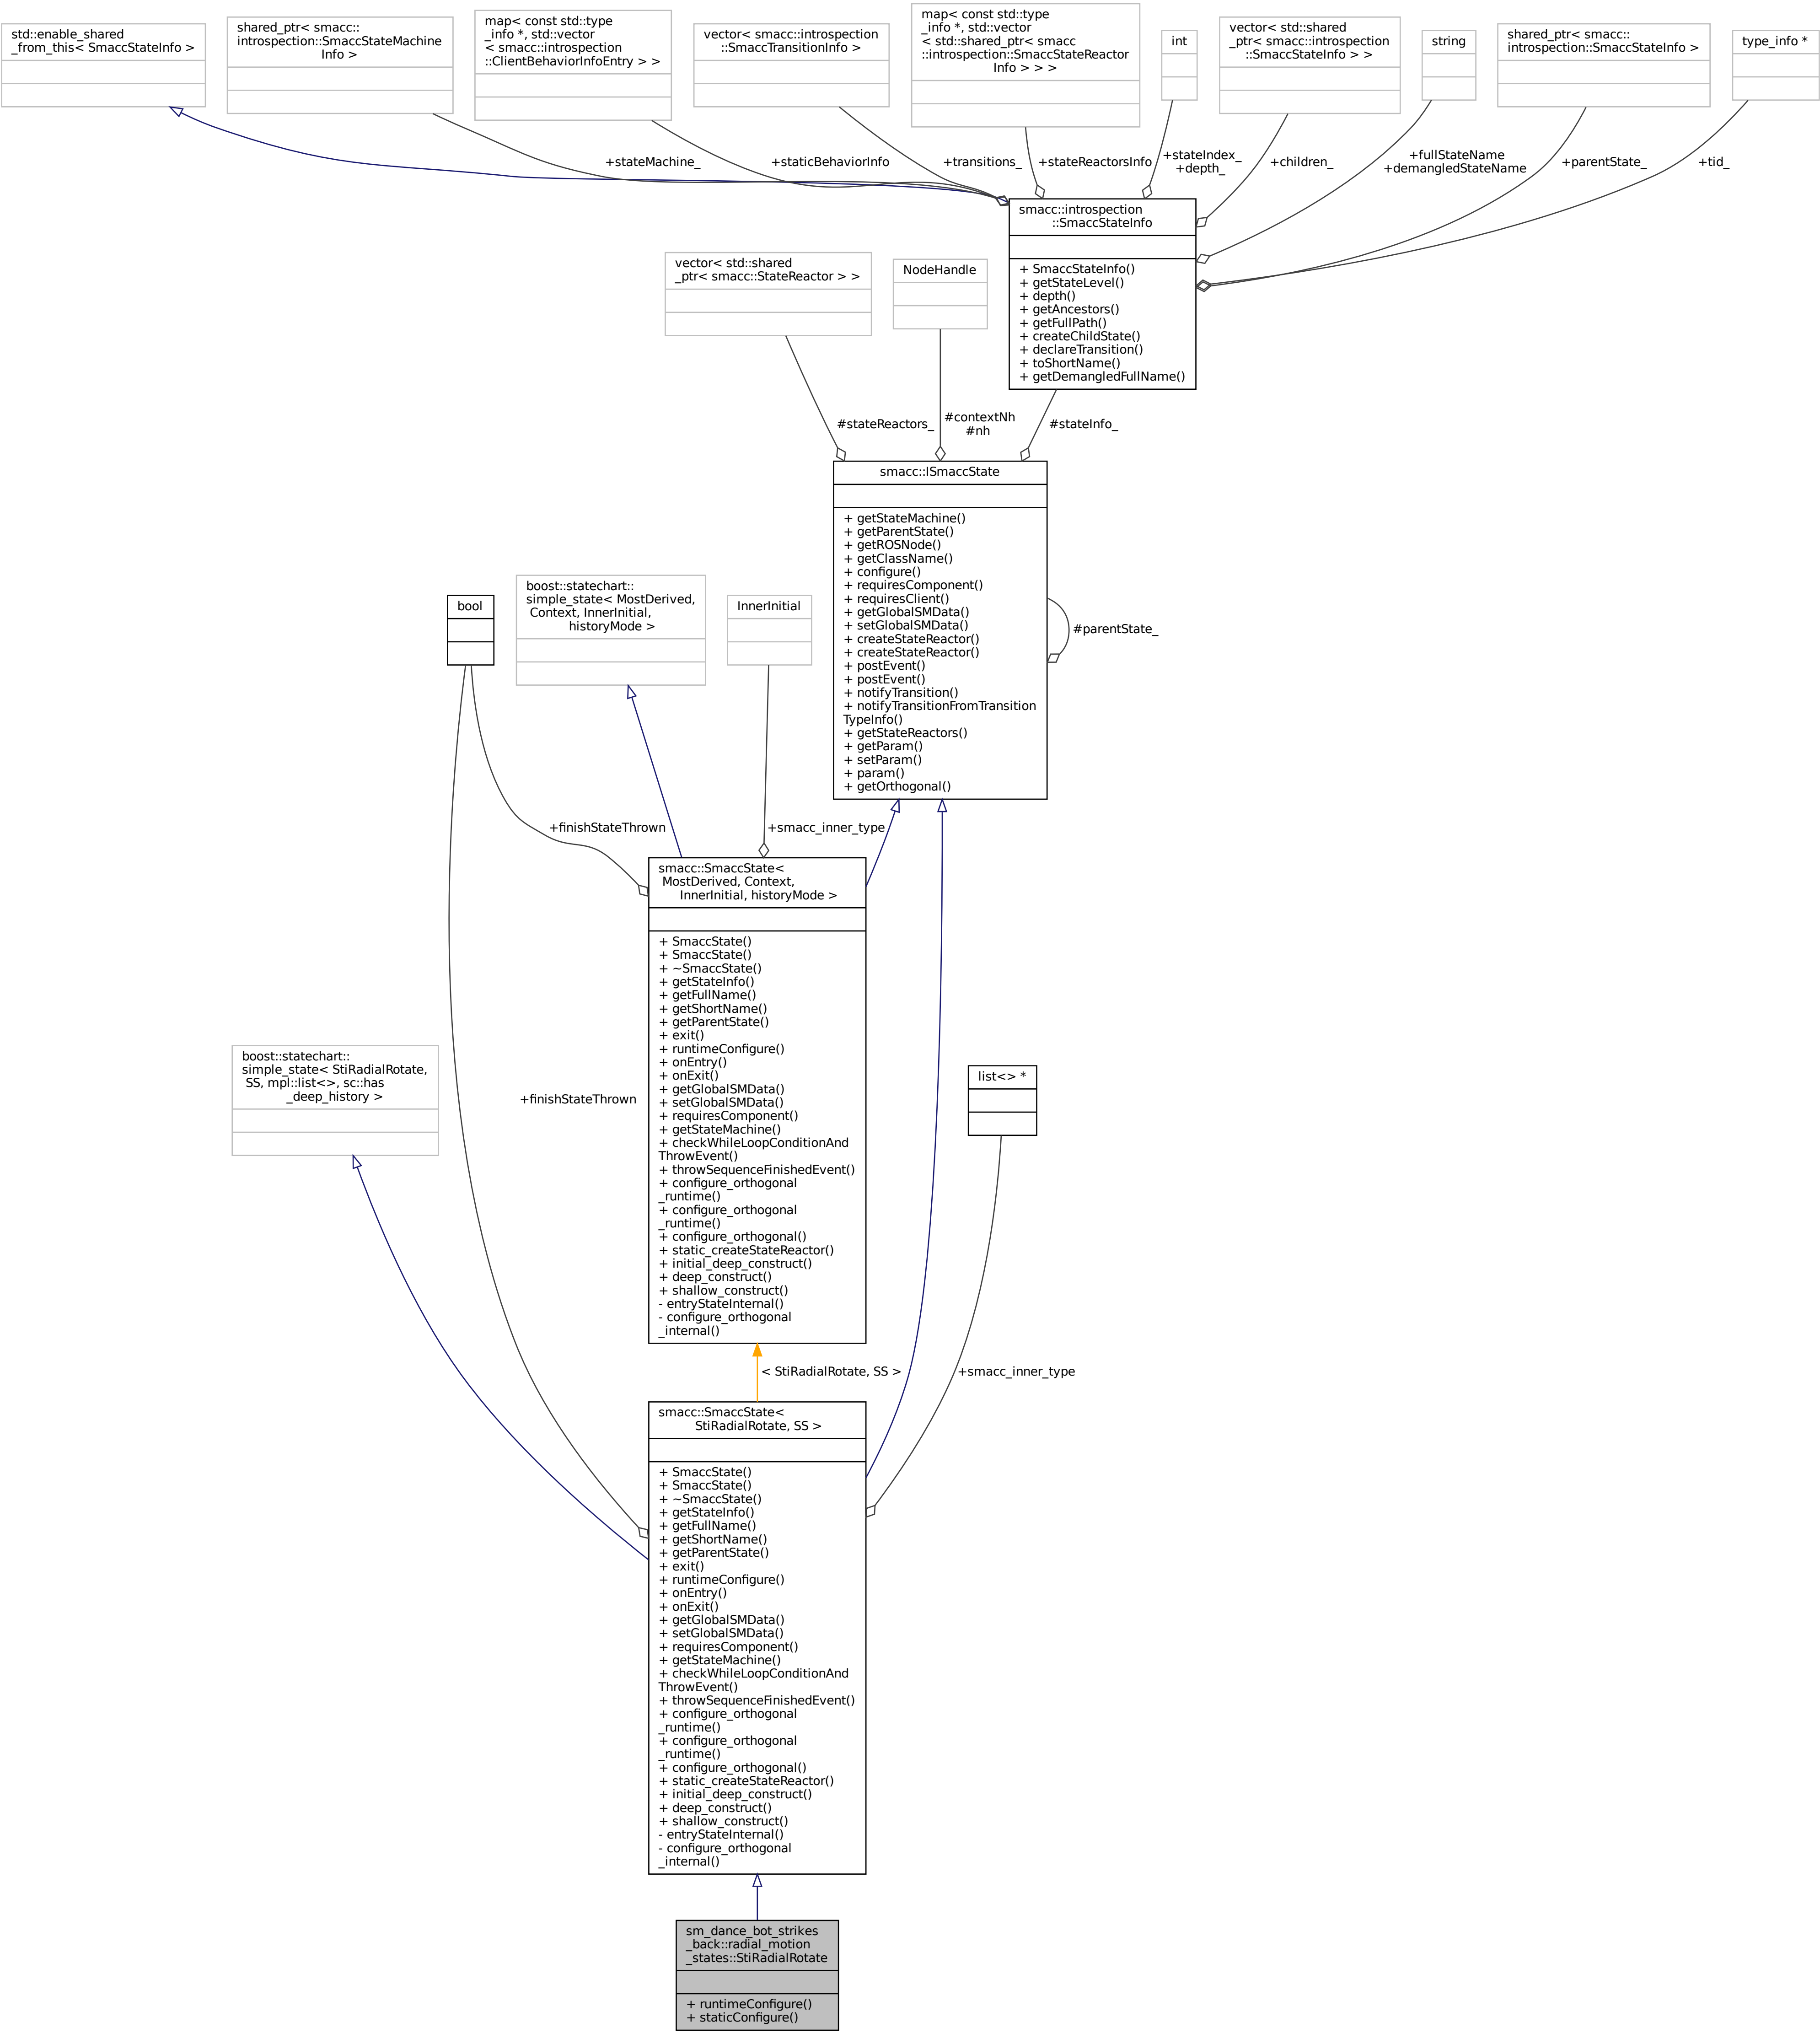 std::enable_shared
_from_this< SmaccStateInfo >
shared_ptr< smacc::
introspection::SmaccStateMachine
Info >
map< const std::type
_info *, std::vector
< smacc::introspection
::ClientBehaviorInfoEntry > >
vector< smacc::introspection
::SmaccTransitionInfo >
map< const std::type
_info *, std::vector
< std::shared_ptr< smacc
::introspection::SmaccStateReactor
Info > > >
int
vector< std::shared
_ptr< smacc::introspection
::SmaccStateInfo > >
string
shared_ptr< smacc::
introspection::SmaccStateInfo >
type_info *
+stateMachine_
+staticBehaviorInfo
+transitions_
+stateReactorsInfo
+stateIndex_
+depth_
+children_
+fullStateName
+demangledStateName
+parentState_
+tid_
smacc::introspection
::SmaccStateInfo
+ SmaccStateInfo()
+ getStateLevel()
+ depth()
+ getAncestors()
+ getFullPath()
+ createChildState()
+ declareTransition()
+ toShortName()
+ getDemangledFullName()
vector< std::shared
_ptr< smacc::StateReactor > >
NodeHandle
#stateReactors_
#contextNh
#nh
#stateInfo_
smacc::ISmaccState
+ getStateMachine()
+ getParentState()
+ getROSNode()
+ getClassName()
+ configure()
+ requiresComponent()
+ requiresClient()
+ getGlobalSMData()
+ setGlobalSMData()
+ createStateReactor()
+ createStateReactor()
+ postEvent()
+ postEvent()
+ notifyTransition()
+ notifyTransitionFromTransition
TypeInfo()
+ getStateReactors()
+ getParam()
+ setParam()
+ param()
+ getOrthogonal()
#parentState_
bool
boost::statechart::
simple_state< MostDerived,
Context, InnerInitial,
historyMode >
InnerInitial
+finishStateThrown
+smacc_inner_type
smacc::SmaccState<
MostDerived, Context,
InnerInitial, historyMode >
+ SmaccState()
+ SmaccState()
+ ~SmaccState()
+ getStateInfo()
+ getFullName()
+ getShortName()
+ getParentState()
+ exit()
+ runtimeConfigure()
+ onEntry()
+ onExit()
+ getGlobalSMData()
+ setGlobalSMData()
+ requiresComponent()
+ getStateMachine()
+ checkWhileLoopConditionAnd
ThrowEvent()
+ throwSequenceFinishedEvent()
+ configure_orthogonal
_runtime()
+ configure_orthogonal
_runtime()
+ configure_orthogonal()
+ static_createStateReactor()
+ initial_deep_construct()
+ deep_construct()
+ shallow_construct()
- entryStateInternal()
- configure_orthogonal
_internal()
boost::statechart::
simple_state< StiRadialRotate,
SS, mpl::list<>, sc::has
_deep_history >
+finishStateThrown
list<> *
< StiRadialRotate, SS >
+smacc_inner_type
smacc::SmaccState<
StiRadialRotate, SS >
+ SmaccState()
+ SmaccState()
+ ~SmaccState()
+ getStateInfo()
+ getFullName()
+ getShortName()
+ getParentState()
+ exit()
+ runtimeConfigure()
+ onEntry()
+ onExit()
+ getGlobalSMData()
+ setGlobalSMData()
+ requiresComponent()
+ getStateMachine()
+ checkWhileLoopConditionAnd
ThrowEvent()
+ throwSequenceFinishedEvent()
+ configure_orthogonal
_runtime()
+ configure_orthogonal
_runtime()
+ configure_orthogonal()
+ static_createStateReactor()
+ initial_deep_construct()
+ deep_construct()
+ shallow_construct()
- entryStateInternal()
- configure_orthogonal
_internal()
sm_dance_bot_strikes
_back::radial_motion
_states::StiRadialRotate
+ runtimeConfigure()
+ staticConfigure()